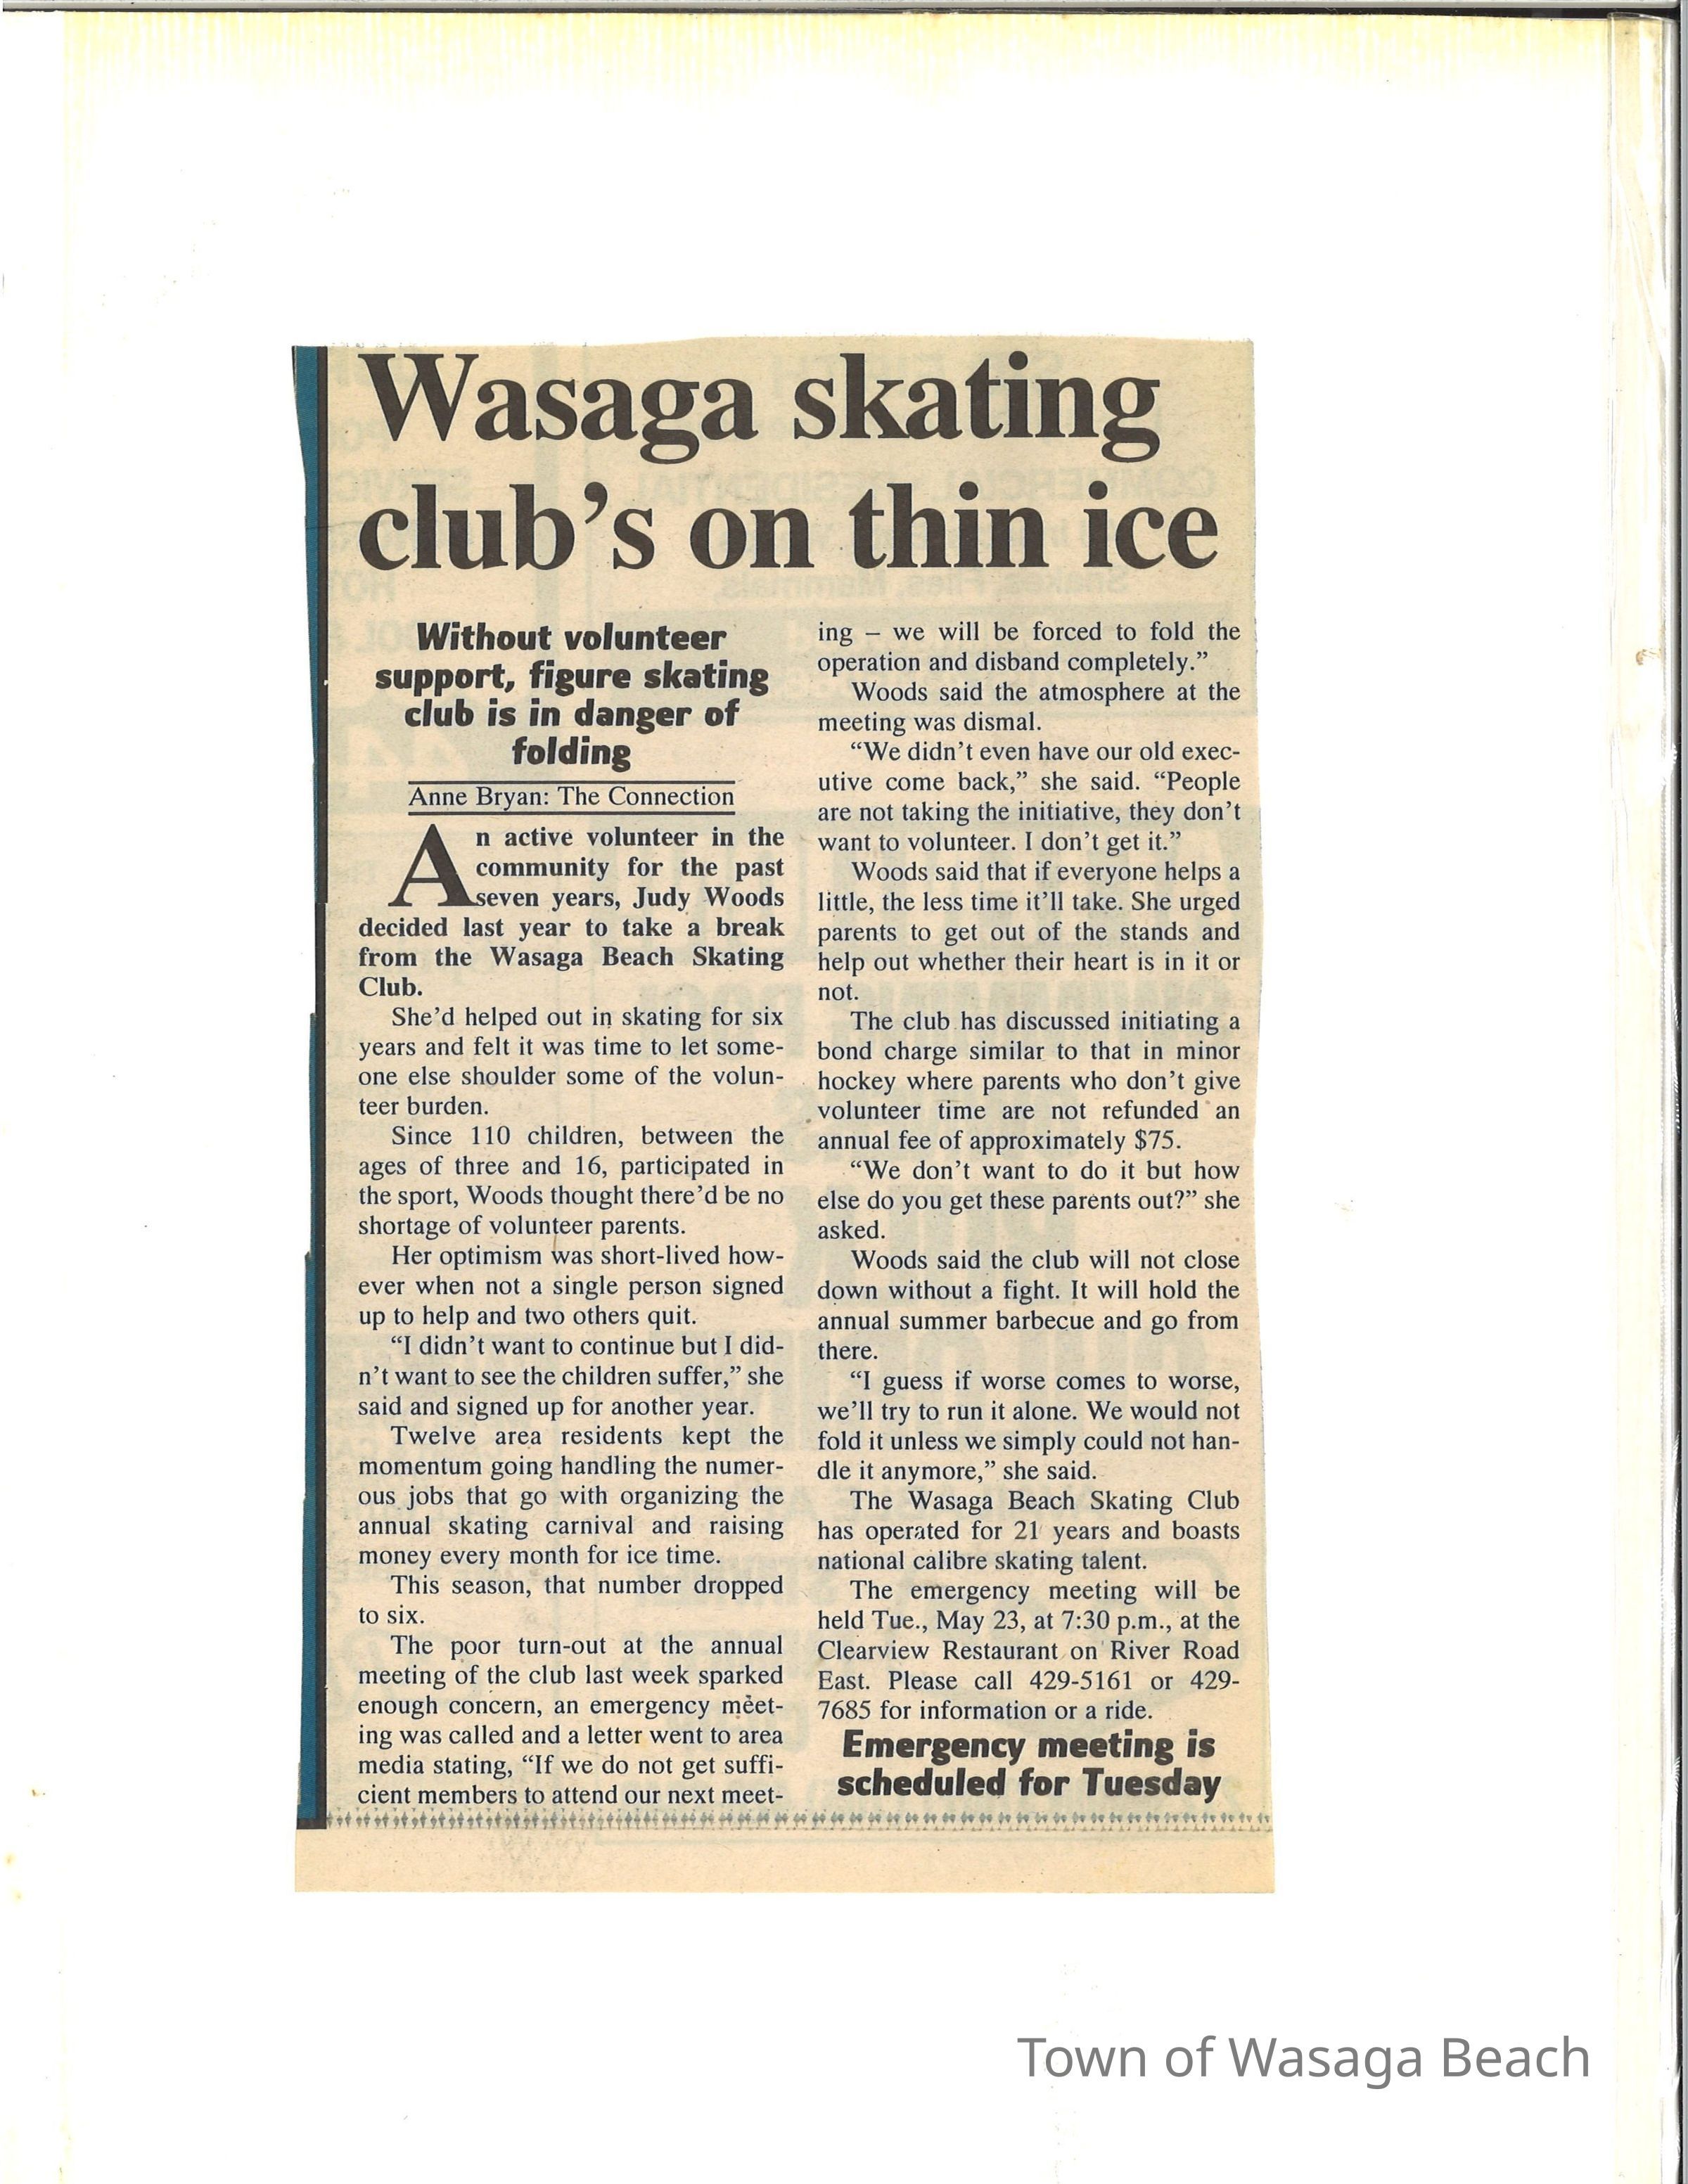 Wasaga skating
club’s on thin ice
Without volunteer
support, figure skating
club is in danger of
folding
Anne Bryan: The Connection
An active volunteer in the
community for the past
seven years, Judy Woods
decided last year to take a break
from the Wasaga Beach Skating
Club.
She’d helped out in skating for six
years and felt it was time to let some-
one else shoulder some of the volun-
teer burden.
Since 110 children, between the
ages of three and 16, participated in
the sport, Woods thought there’d be no
shortage of volunteer parents.
Her optimism was short-lived how-
ever when not a single person signed
up to help and two others quit.
“I didn’t want to continue but I did-
n’t want to see the children suffer,” she
said and signed up for another year.
Twelve area residents kept the
momentum going handling the numer-
ous jobs that go with organizing the
annual skating carnival and raising
money every month for ice time.
This season, that number dropped
to six.
The poor turn-out at the annual
meeting of the club last week sparked
enough concern, an emergency meet-
ing was called and a letter went to area
media stating, “If we do not get suffi-
cient members to attend our next meet-
ing – we will be forced to fold the
operation and disband completely.”
Woods said the atmosphere at the
meeting was dismal.
“We didn’t even have our old exec-
utive come back,” she said. “People
are not taking the initiative, they don’t
want to volunteer. I don’t get it.”
Woods said that if everyone helps a
little, the less time it’ll take. She urged
parents to get out of the stands and
help out whether their heart is in it or
not.
The club has discussed initiating a
bond charge similar to that in minor
hockey where parents who don’t give
volunteer time are not refunded an
annual fee of approximately $75.
“We don’t want to do it but how
else do you get these parents out?” she
asked.
Woods said the club will not close
down without a fight. It will hold the
annual summer barbecue and go from
there.
“I guess if worse comes to worse,
we’ll try to run it alone. We would not
fold it unless we simply could not han-
dle it anymore,” she said.
The Wasaga Beach Skating Club
has operated for 21 years and boasts
national calibre skating talent.
The emergency meeting will be
held Tue., May 23, at 7:30 p.m., at the
Clearview Restaurant on River Road
East. Please call 429-5161 or 429-
7685 for information or a ride.
Emergency meeting is
scheduled for Tuesday
Town of Wasaga Beach